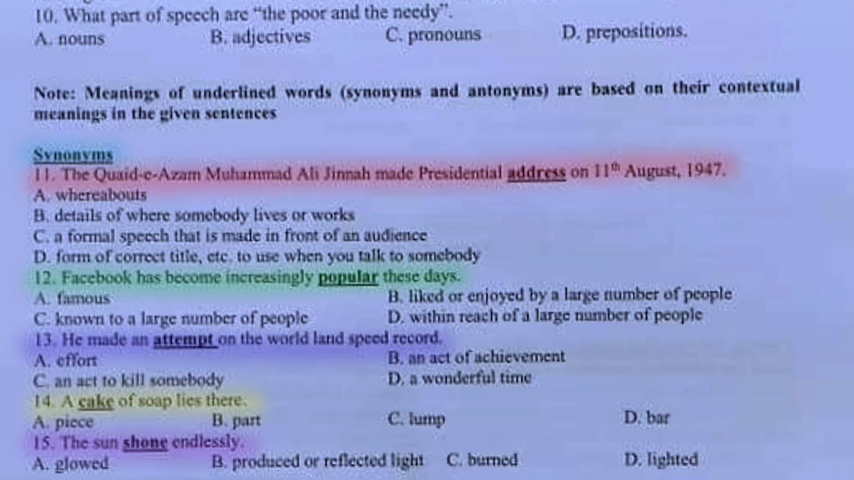 10. What part of speech are “the poor and the needy”.
A. nouns B. adjectives C. pronouns D. prepositions.
Note: Meanings of underlined words (synonyms and antonyms) are based on their contextual
meanings in the given sentences
Synonyms
11. The Quaid-e-Azam Muhammad Ali Jinnah made Presidential address on 11th August, 1947.
A. whereabouts
B. details of where somebody lives or works
C. a formal speech that is made in front of an audience
D. form of correct title, etc. to use when you talk to somebody
12. Facebook has become increasingly popular these days.
A. famous B. liked or enjoyed by a large number of people
C. known to a large number of people D. within reach of a large number of people
13. He made an attempt on the world land speed record.
A. effort B. an act of achievement
C. an act to kill somebody D. a wonderful time
14. A cake of soap lies there.
A. piece B. part C. lump D. bar
15. The sun shone endlessly.
A. glowed B. produced or reflected light C. burned D. lighted